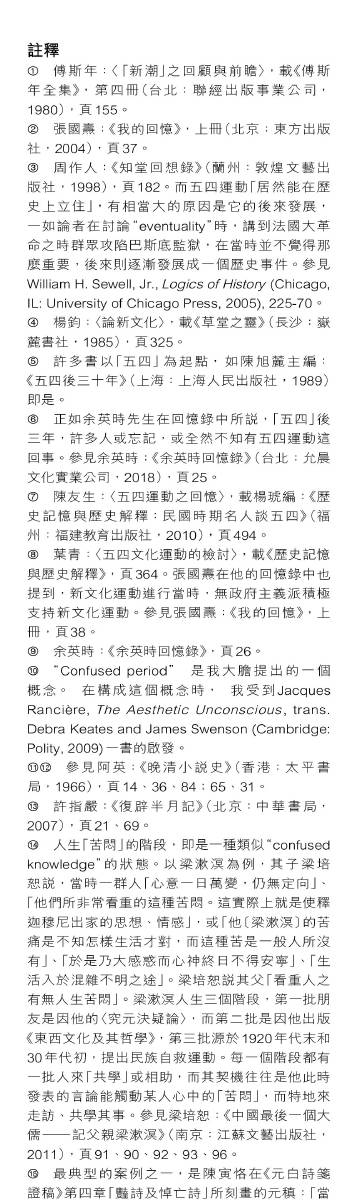 註釋
① 傅斯年：〈「新潮」之回顧與前瞻〉，載《傅斯
年全集》，第四冊（台北：聯經出版事業公司，
1980），頁155。
② 張國燾：《我的回憶》，上冊（北京：東方出版
社，2004），頁37。
③ 周作人：《知堂回想錄》（蘭州：敦煌文藝出
版社，1998），頁182。而五四運動「居然能在歷
史上立住」，有相當大的原因是它的後來發展，
一如論者在討論“eventuality”時，講到法國大革
命之時群眾攻陷巴斯底監獄，在當時並不覺得那
麼重要，後來則逐漸發展成一個歷史事件。參見
William H. Sewell, Jr., Logics of History (Chicago,
IL: University of Chicago Press, 2005), 225-70。
④ 楊鈞：〈論新文化〉，載《草堂之靈》（長沙：嶽
麓書社，1985），頁325。
⑤ 許多書以「五四」為起點，如陳旭麓主編：
《五四後三十年》（上海：上海人民出版社，1989）
即是。
⑥ 正如余英時先生在回憶錄中所說，「五四」後
三年，許多人或忘記，或全然不知有五四運動這
回事。參見余英時：《余英時回憶錄》（台北：允晨
文化實業公司，2018），頁25。
⑦ 陳友生：〈五四運動之回憶〉，載楊琥編：《歷
史記憶與歷史解釋：民國時期名人談五四》（福
州：福建教育出版社，2010），頁494。
⑧ 葉青：〈五四文化運動的檢討〉，載《歷史記憶
與歷史解釋》，頁364。張國燾在他的回憶錄中也
提到，新文化運動進行當時，無政府主義派積極
支持新文化運動。參見張國燾：《我的回憶》，上
冊，頁38。
⑨ 余英時：《余英時回憶錄》，頁26。
⑩ “Confused period” 是我大膽提出的一個
概念。 在構成這個概念時， 我受到Jacques
Rancière, The Aesthetic Unconscious, trans.
Debra Keates and James Swenson (Cambridge:
Polity, 2009)一書的啟發。
⑪⑫ 參見阿英：《晚清小說史》（香港：太平書
局，1966），頁14、36、84；65、31。
⑬ 許指嚴：《復辟半月記》（北京：中華書局，
2007），頁21、69。
⑭ 人生「苦悶」的階段，即是一種類似“confused
knowledge”的狀態。以梁漱溟為例，其子梁培
恕說，當時一群人「心意一日萬變，仍無定向」、
「他們所非常看重的這種苦悶。這實際上就是使釋
迦穆尼出家的思想、情感」，或「他〔梁漱溟〕的苦
痛是不知怎樣生活才對，而這種苦是一般人所沒
有」、「於是乃大感惑而心神終日不得安寧」、「生
活入於混雜不明之途」。梁培恕說其父「看重人之
有無人生苦悶」。梁漱溟人生三個階段，第一批朋
友是因他的〈究元決疑論〉，而第二批是因他出版
《東西文化及其哲學》，第三批源於1920年代末和
30年代初，提出民族自救運動。每一個階段都有
一批人來「共學」或相助，而其契機往往是他此時
發表的言論能觸動某人心中的「苦悶」，而特地來
走訪、共學其事。參見梁培恕：《中國最後一個大
儒——記父親梁漱溟》（南京：江蘇文藝出版社，
2011），頁91、90、92、93、96。
⑮ 最典型的案例之一，是陳寅恪在《元白詩箋
證稿》第四章「豔詩及悼亡詩」所刻畫的元稹：「當